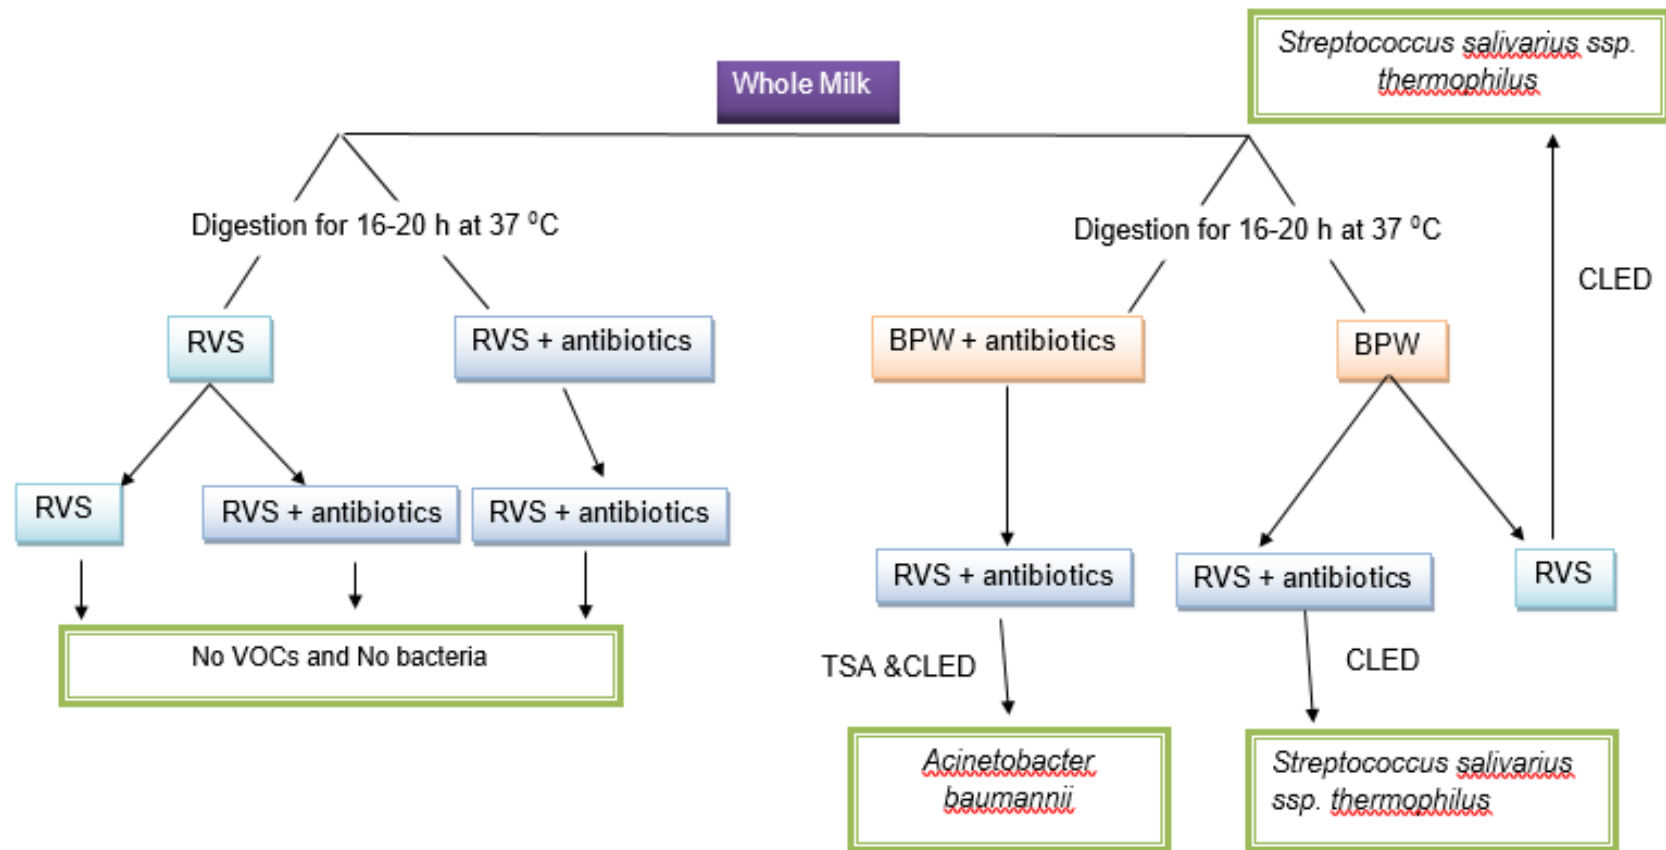 Streptococcus salivarius ssp.
thermophilus
Whole Milk
Digestion for 16-20 h at 37 ⁰C
Digestion for 16-20 h at 37 ⁰C
CLED
RVS
RVS + antibiotics
BPW + antibiotics
BPW
RVS
RVS + antibiotics
RVS + antibiotics
RVS + antibiotics
RVS + antibiotics
RVS
No VOCs and No bacteria
TSA &CLED
CLED
Acinetobacter
baumannii
Streptococcus salivarius
ssp. thermophilus